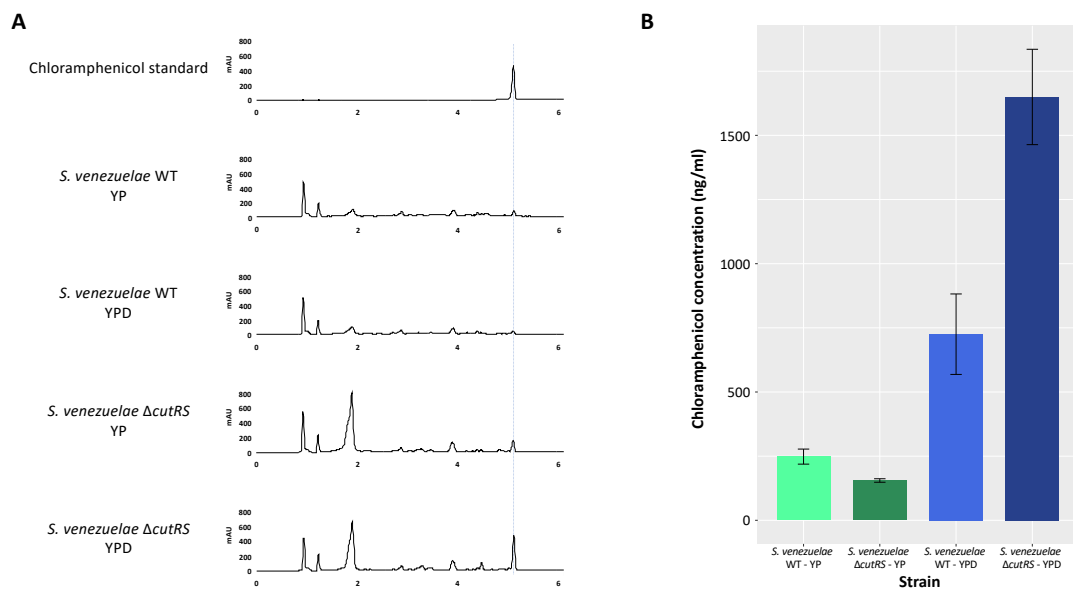 A
Chloramphenicol standard
mAU
800
600
400
200
0
0 2 4 6
S. venezuelae WT
YP
mAU
800
600
400
200
0
0 2 4 6
S. venezuelae WT
YPD
mAU
800
600
400
200
0
0 2 4 6
S. venezuelae ΔcutRS
YP
mAU
800
600
400
200
0
0 2 4 6
S. venezuelae ΔcutRS
YPD
mAU
800
600
400
200
0
0 2 4 6
B
Chloramphenicol concentration (ng/ml)
1500
1000
500
0
S. venezuelae
WT - YP
S. venezuelae
ΔcutRS - YP
S. venezuelae
WT - YPD
S. venezuelae
ΔcutRS - YPD
Strain